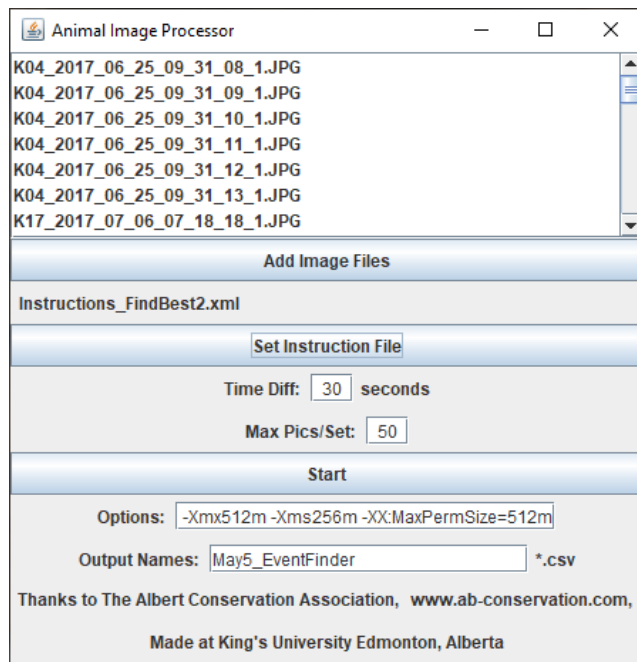 Animal Image Processor
K04_2017_06_25_09_31_08_1.JPG
K04_2017_06_25_09_31_09_1.JPG
K04_2017_06_25_09_31_10_1.JPG
K04_2017_06_25_09_31_11_1.JPG
K04_2017_06_25_09_31_12_1.JPG
K04_2017_06_25_09_31_13_1.JPG
K17_2017_07_06_07_18_18_1.JPG
Add Image Files
Instructions_FindBest2.xml
Set Instruction File
Time Diff: 30 seconds
Max Pics/Set: 50
Start
Options: -Xmx512m -Xms256m -XX:MaxPermSize=512m
Output Names: May5_EventFinder *.csv
Thanks to The Albert Conservation Association, www.ab-conservation.com,
Made at King's University Edmonton, Alberta